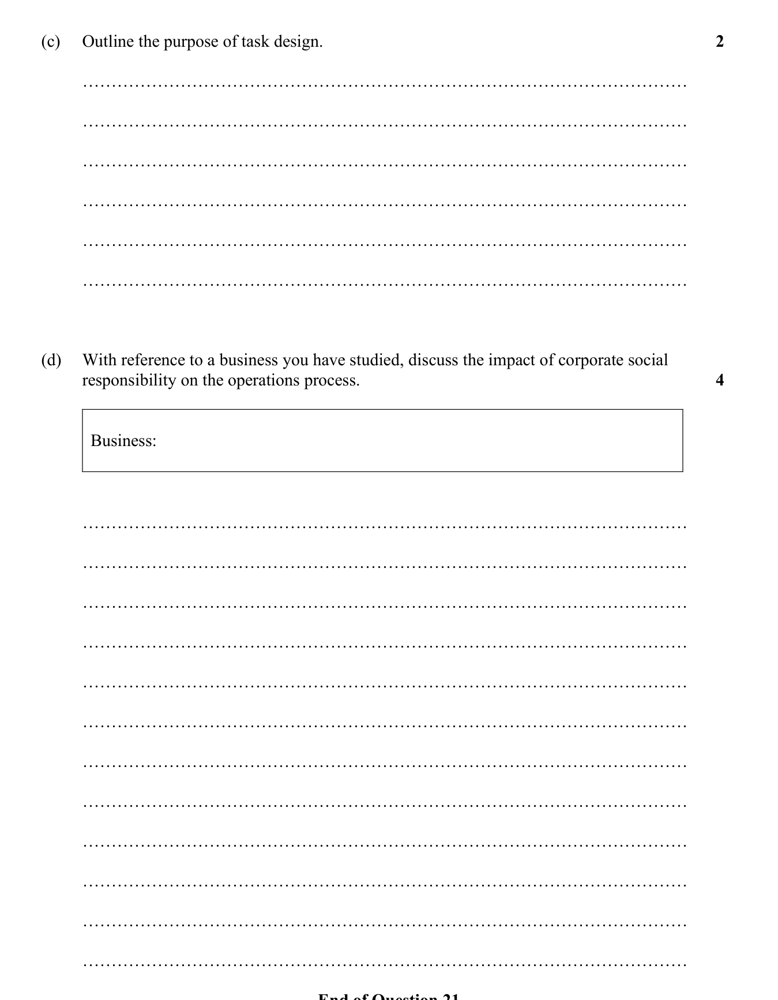 (c) Outline the purpose of task design. 2
(d) With reference to a business you have studied, discuss the impact of corporate social
responsibility on the operations process. 4
Business:
End of Question 21